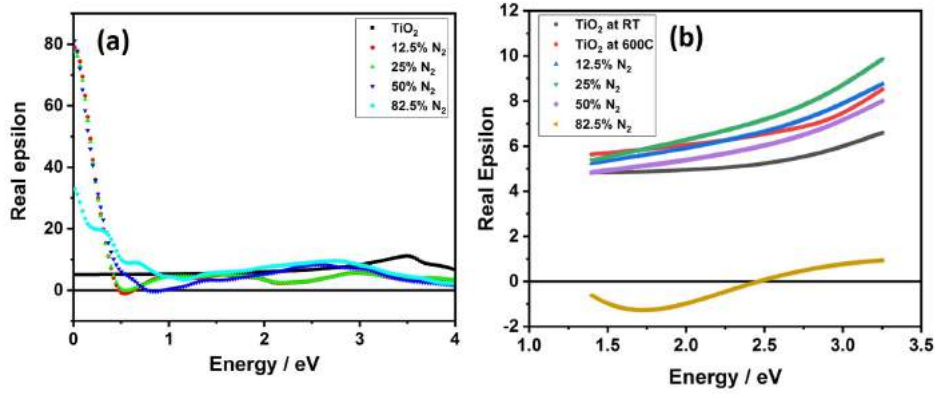 (a)
TiO2
12.5% N2
25% N2
50% N2
82.5% N2
80
60
40
20
0
Real epsilon
0
1
2
3
4
Energy / eV
(b)
TiO2 at RT
TiO2 at 600C
12.5% N2
25% N2
50% N2
82.5% N2
12
10
8
6
4
2
0
-2
Real Epsilon
1.0
1.5
2.0
2.5
3.0
3.5
Energy / eV